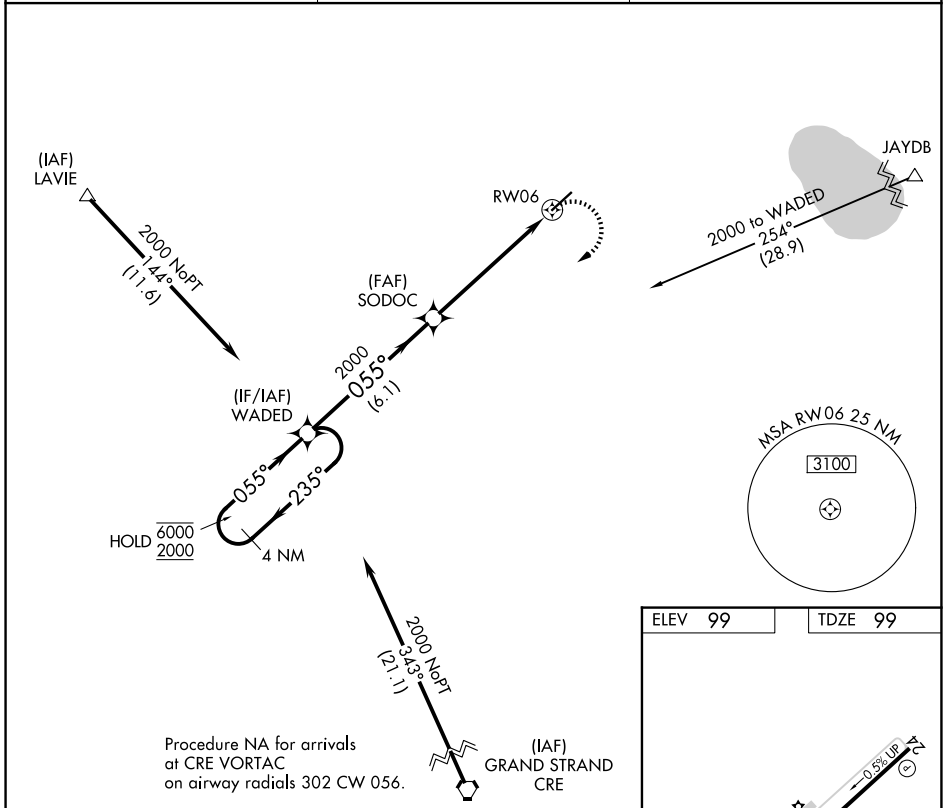 (IAF)
LAVIE
2000 NoPT
144°
(11.6)
RW06
JAYDB
2000 to WADED
254°
(28.9)
(FAF)
SODOC
2000
055°
(6.1)
(IF/IAF)
WADED
055°
235°
HOLD 6000
2000
4 NM
MSA RW06 25 NM
3100
2000 NoPT
343°
(21.1)
Procedure NA for arrivals
at CRE VORTAC
on airway radials 302 CW 056.
(IAF)
GRAND STRAND
CRE
ELEV 99
TDZE 99
0.5% UP
24
P